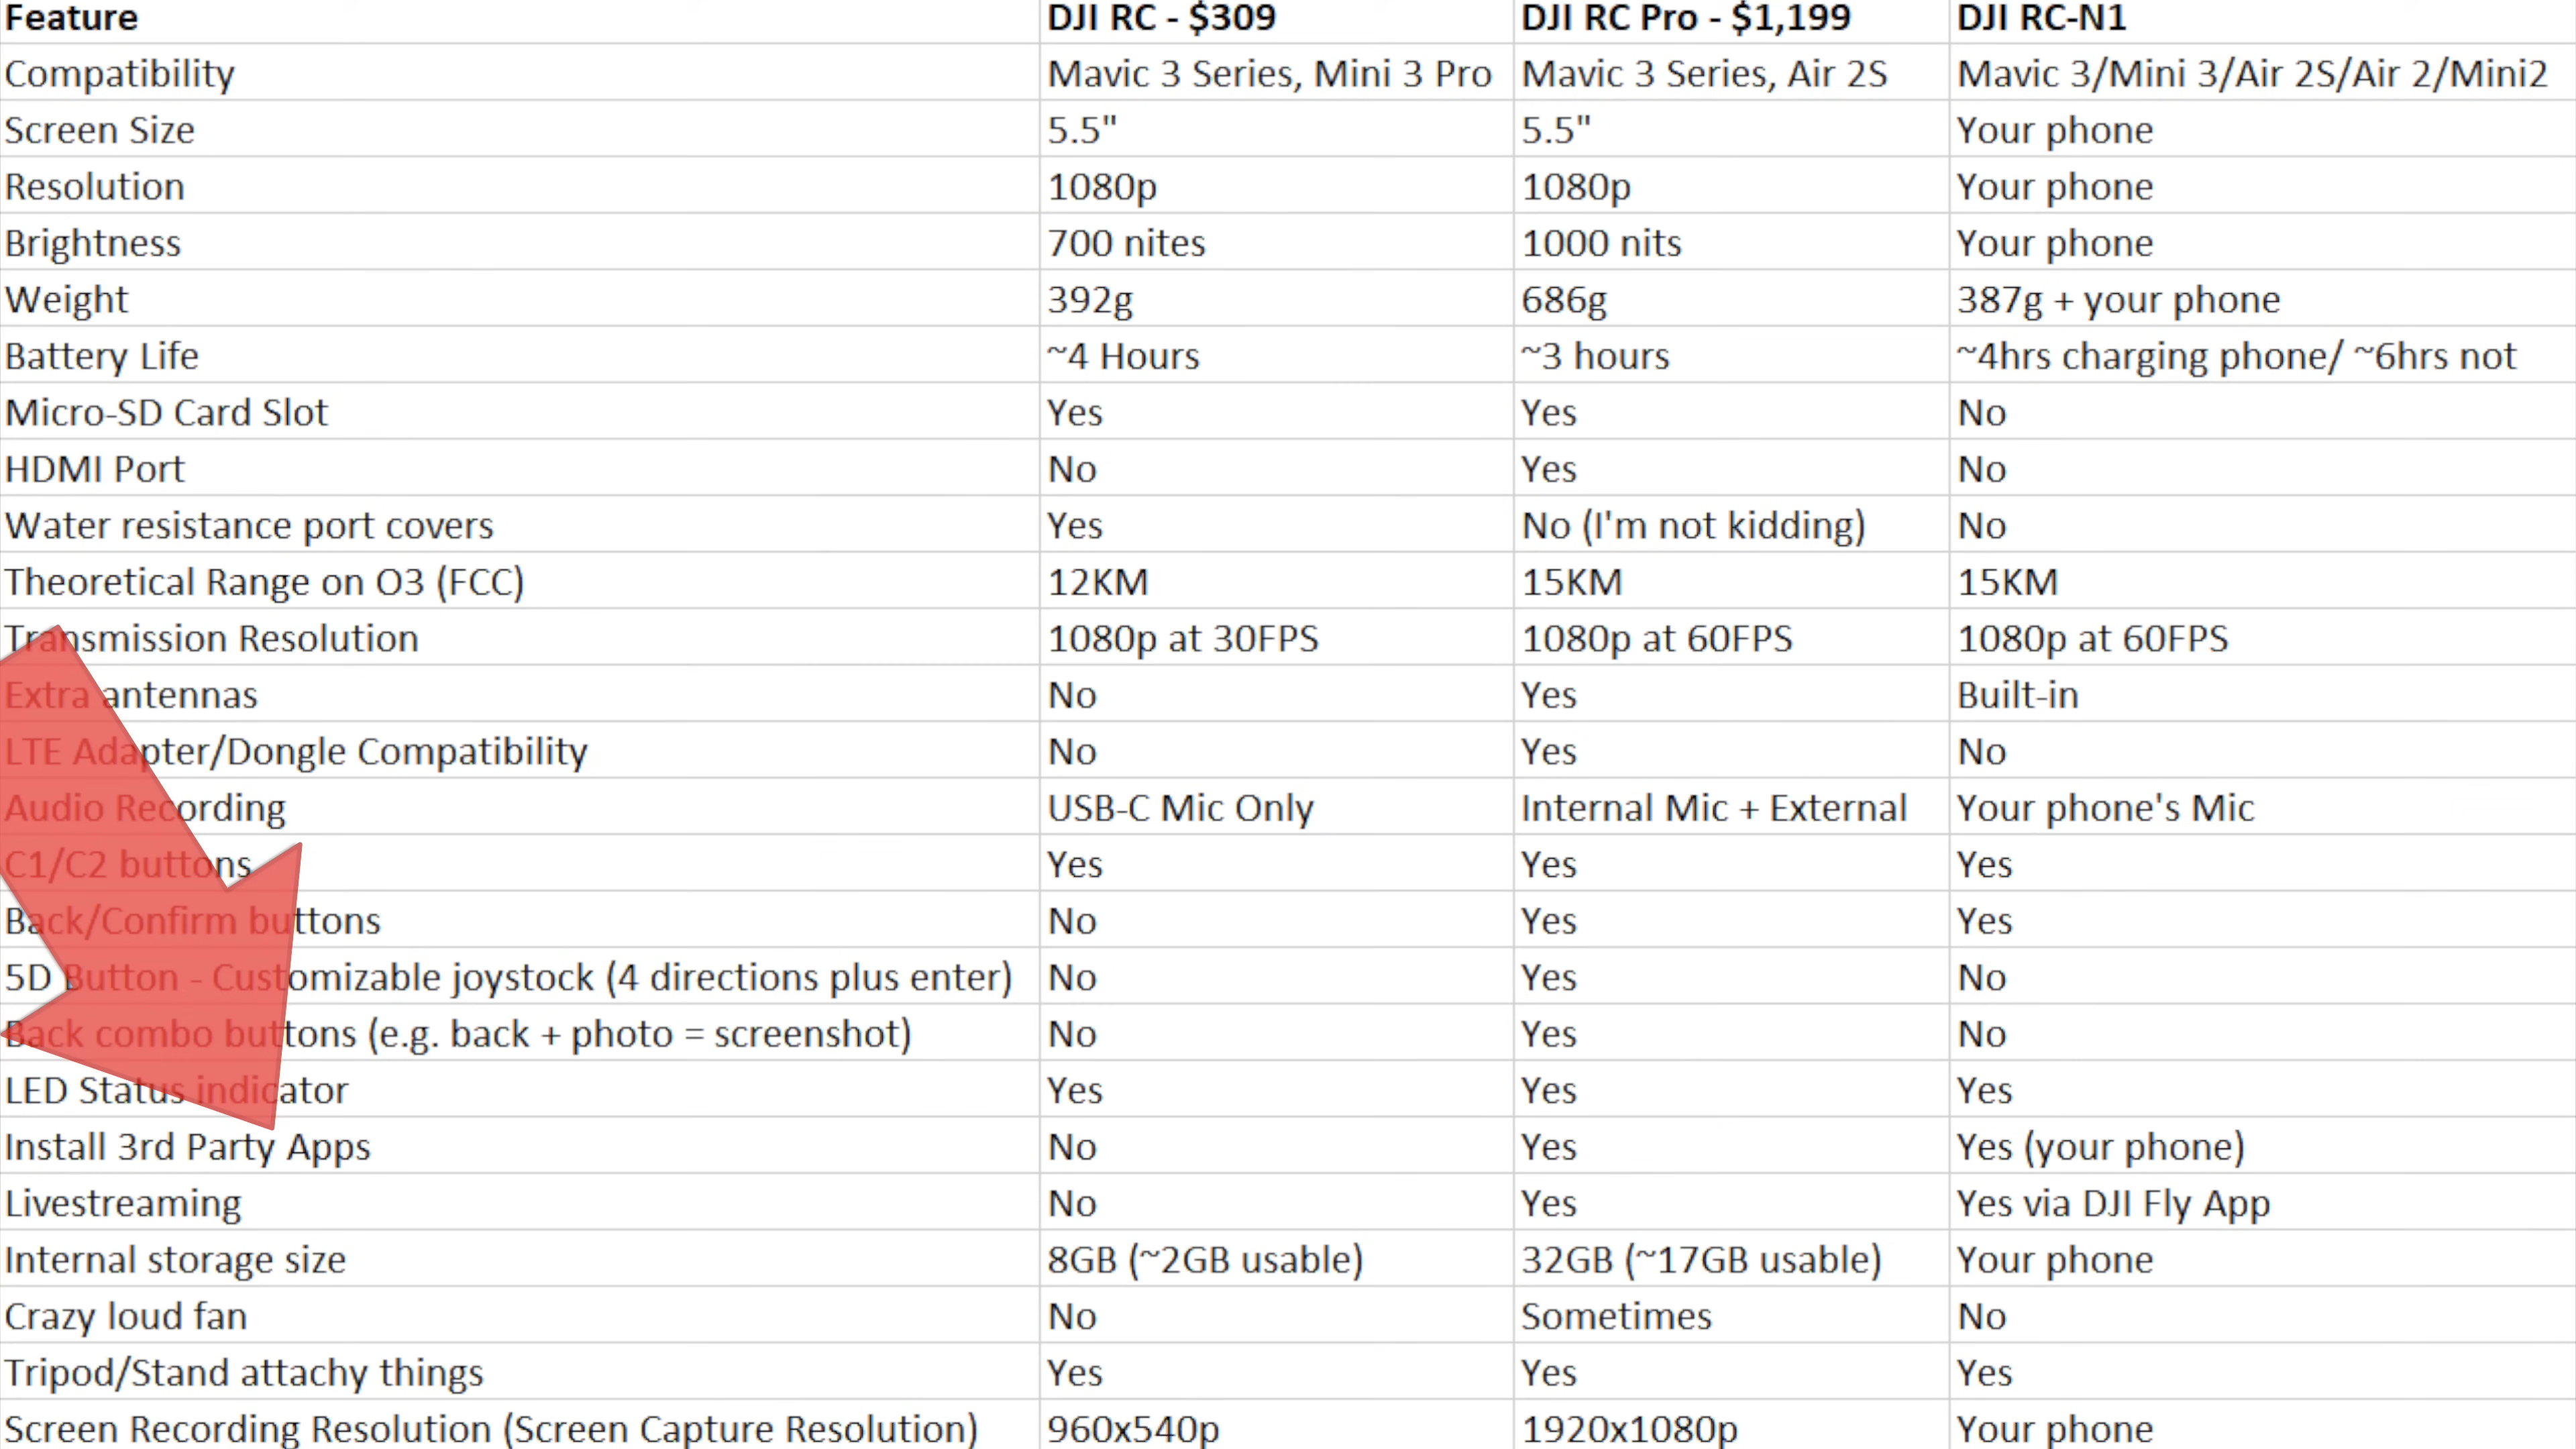 Feature DJI RC - $309 DJI RC Pro - $1,199 DJI RC-N1
Compatibility Mavic 3 Series, Mini 3 Pro Mavic 3 Series, Air 2S Mavic 3/Mini 3/Air 2S/Air 2/Mini2
Screen Size 5.5" 5.5" Your phone
Resolution 1080p 1080p Your phone
Brightness 700 nites 1000 nits Your phone
Weight 392g 686g 387g + your phone
Battery Life ~4 Hours ~3 hours ~4hrs charging phone/ ~6hrs not
Micro-SD Card Slot Yes Yes No
HDMI Port No Yes No
Water resistance port covers Yes No (I'm not kidding) No
Theoretical Range on O3 (FCC) 12KM 15KM 15KM
Transmission Resolution 1080p at 30FPS 1080p at 60FPS 1080p at 60FPS
Extra antennas No Yes Built-in
LTE Adapter/Dongle Compatibility No Yes No
Audio Recording USB-C Mic Only Internal Mic + External Your phone's Mic
C1/C2 buttons Yes Yes Yes
Back/Confirm buttons No Yes Yes
5D Button - Customizable joystock (4 directions plus enter) No Yes No
Back combo buttons (e.g. back + photo = screenshot) No Yes No
LED Status indicator Yes Yes Yes
Install 3rd Party Apps No Yes Yes (your phone)
Livestreaming No Yes Yes via DJI Fly App
Internal storage size 8GB (~2GB usable) 32GB (~17GB usable) Your phone
Crazy loud fan No Sometimes No
Tripod/Stand attachy things Yes Yes Yes
Screen Recording Resolution (Screen Capture Resolution) 960x540p 1920x1080p Your phone